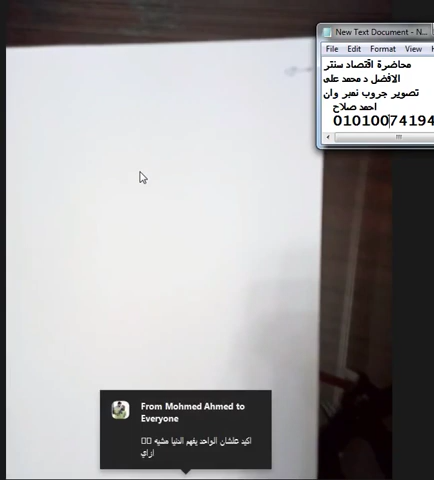 New Text Document - N...
File Edit Format View H
محاضرة اقتصاد سنتر
الافضل د محمد على
تصوير جروب نمبر وان
احمد صلاح
01010074194
From Mohmed Ahmed to
Everyone
اكيد علشان الواحد يفهم الدنيا مشيه
ازاي